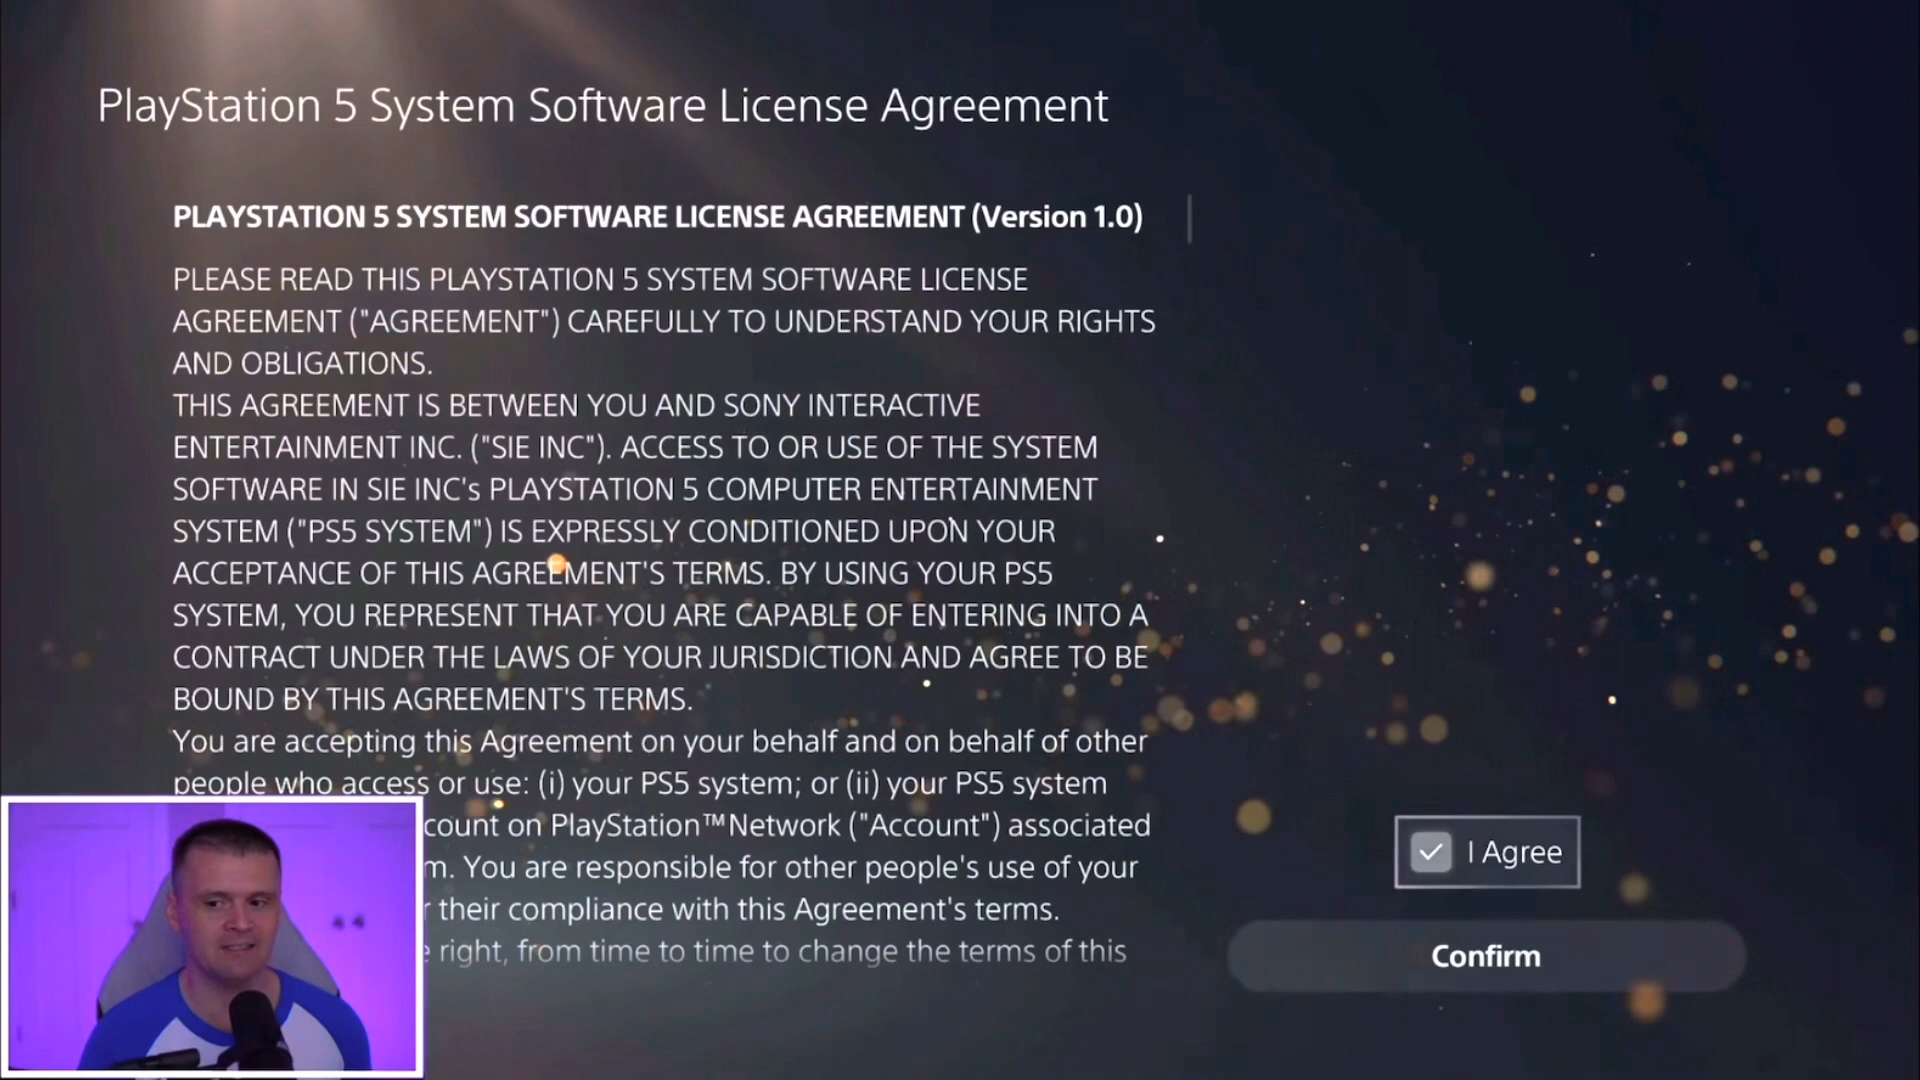 PlayStation 5 System Software License Agreement
PLAYSTATION 5 SYSTEM SOFTWARE LICENSE AGREEMENT (Version 1.0)
PLEASE READ THIS PLAYSTATION 5 SYSTEM SOFTWARE LICENSE
AGREEMENT ("AGREEMENT") CAREFULLY TO UNDERSTAND YOUR RIGHTS
AND OBLIGATIONS.
THIS AGREEMENT IS BETWEEN YOU AND SONY INTERACTIVE
ENTERTAINMENT INC. ("SIE INC"). ACCESS TO OR USE OF THE SYSTEM
SOFTWARE IN SIE INC's PLAYSTATION 5 COMPUTER ENTERTAINMENT
SYSTEM ("PS5 SYSTEM") IS EXPRESSLY CONDITIONED UPON YOUR
ACCEPTANCE OF THIS AGREEMENT'S TERMS. BY USING YOUR PS5
SYSTEM, YOU REPRESENT THAT YOU ARE CAPABLE OF ENTERING INTO A
CONTRACT UNDER THE LAWS OF YOUR JURISDICTION AND AGREE TO BE
BOUND BY THIS AGREEMENT'S TERMS.
You are accepting this Agreement on your behalf and on behalf of other
people who access or use: (i) your PS5 system; or (ii) your PS5 system
count on PlayStation™Network ("Account") associated
m. You are responsible for other people's use of your
their compliance with this Agreement's terms.
right, from time to time to change the terms of this
I Agree
Confirm